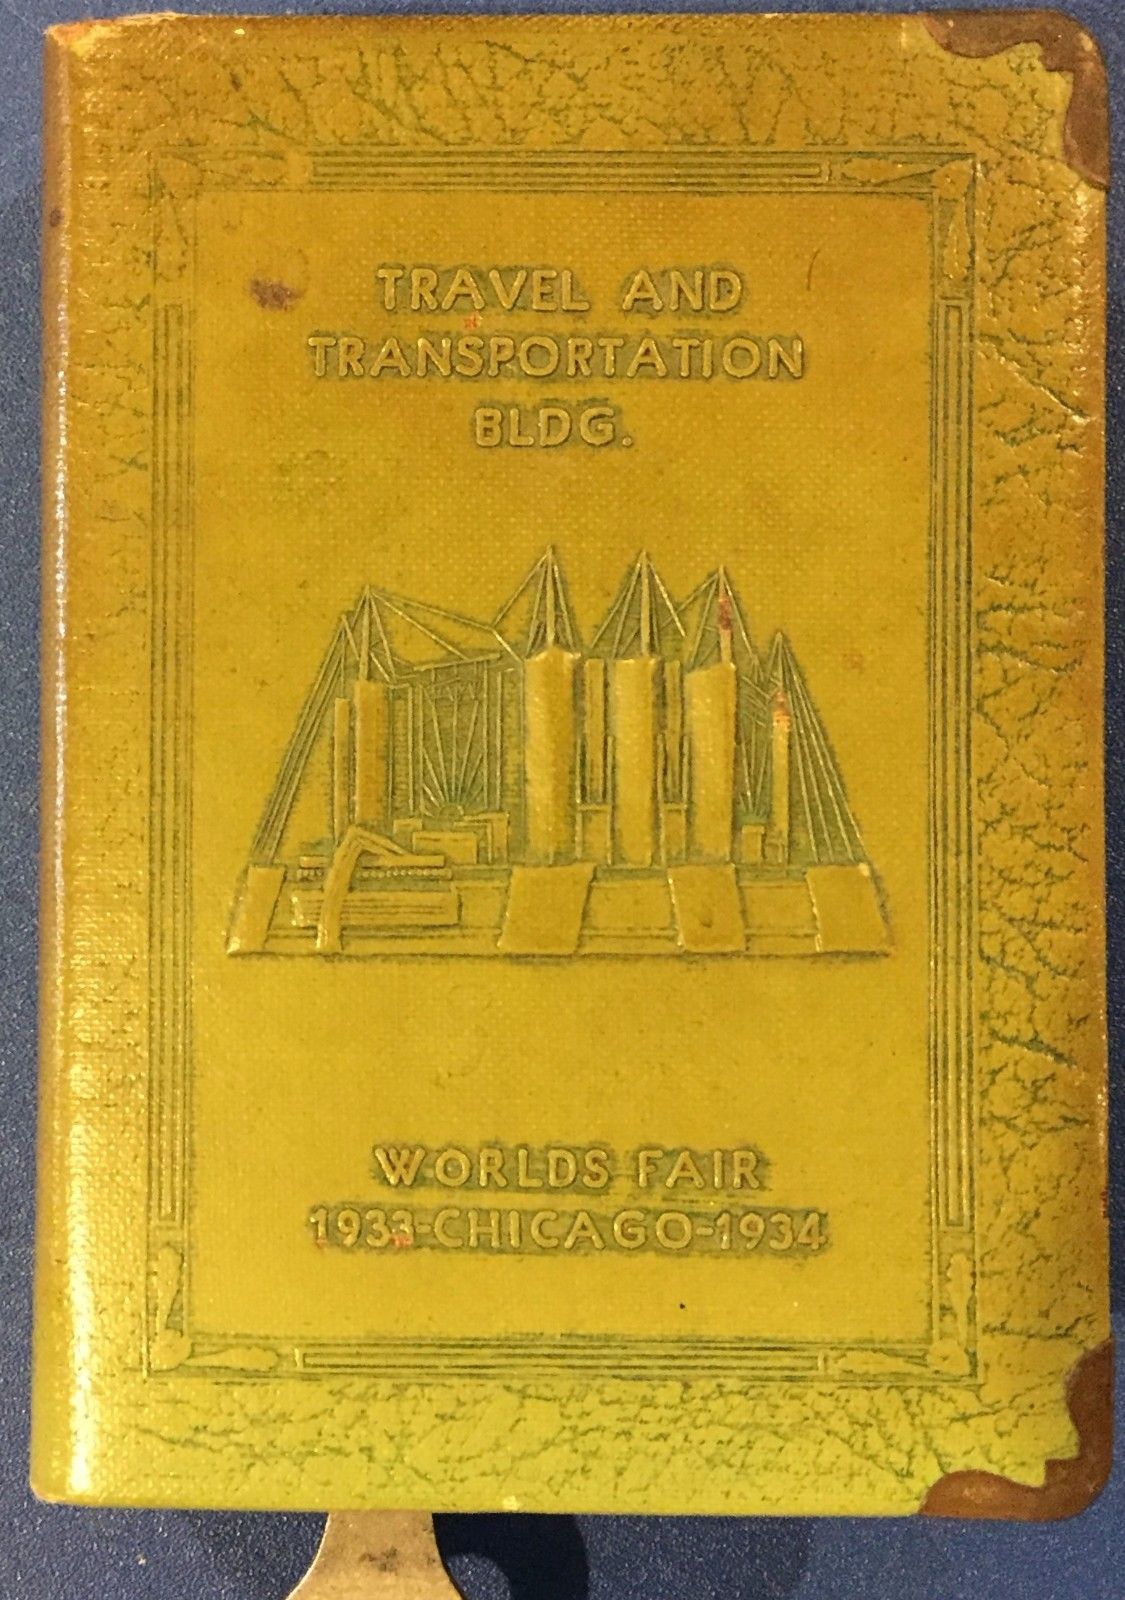 TRAVEL AND
TRANSPORTATION
BLDG.
WORLDS FAIR
1933-CHICAGO-1934